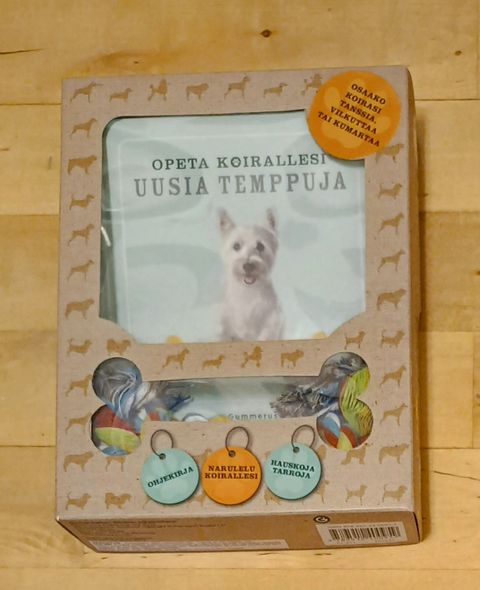 OSAAKO
KOIRASI
TANSSIA,
VILKUTTAA
TAI KUMARTAA
OPETA KOIRALLESI
UUSIA TEMPPUJA
Gummerus
OHJEKIRJA
NARULELU
KOIRALLESI
HAUSKOJA
TARROJA